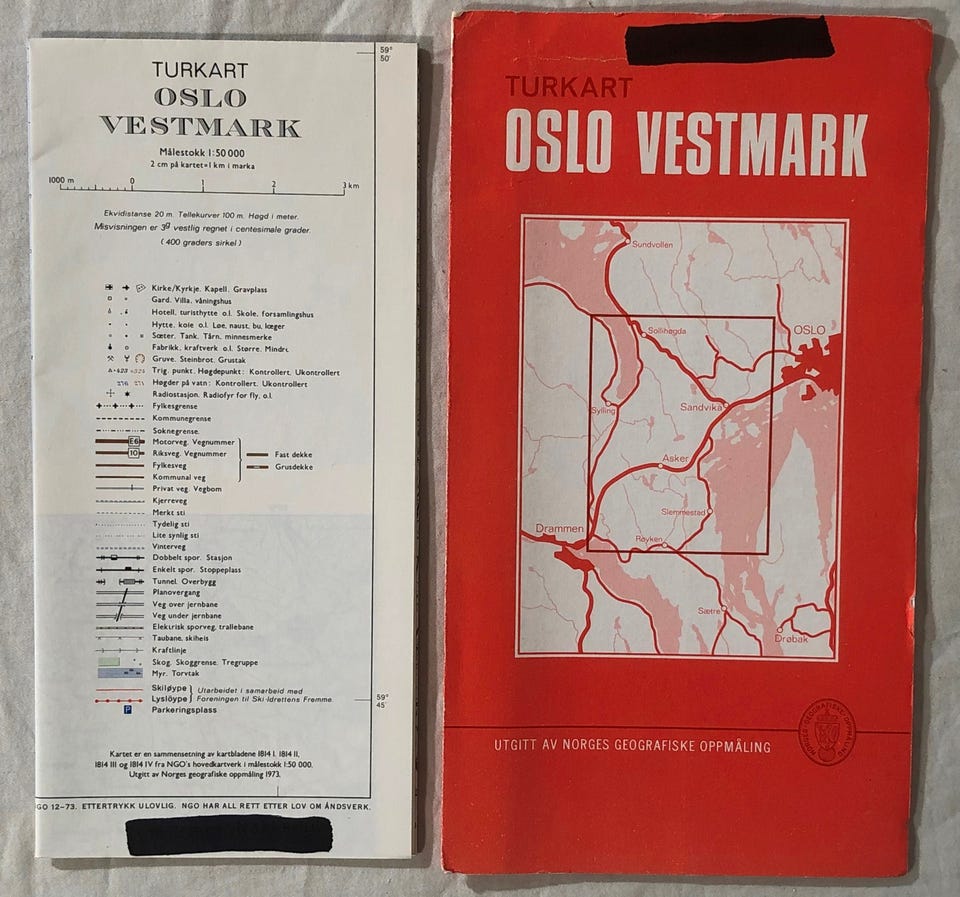 TURKART
OSLO
VESTMARK
Målestokk 1:50 000
2 cm på kartet=1 km i marka
1000 m 0 1 2 3 km
Ekvidistanse 20 m. Tellekurver 100 m. Høgd i meter.
Misvisningen er 3g vestlig regnet i centesimale grader.
(400 graders sirkel)
Kirke/Kyrkje. Kapell. Gravplass
Gard. Villa, våningshus
Hotell, turisthytte o.l. Skole, forsamlingshus
Hytte, koie o.l. Løe, naust, bu, læger
Sæter. Tank. Tårn, minnesmerke
Fabrikk, kraftverk o.l. Større. Mindre
Gruve. Steinbrot. Grustak
Trig. punkt. Høgdepunkt: Kontrollert. Ukontrollert
Høgder på vatn: Kontrollert. Ukontrollert
Radiostasjon. Radiofyr for fly, o.l.
Fylkesgrense
Kommunegrense
Soknegrense
E6 Motorveg. Vegnummer
10 Riksveg. Vegnummer
Fast dekke
Fylkesveg
Grusdekke
Kommunal veg
Privat veg. Vegbom
Kjerreveg
Merkt sti
Tydelig sti
Lite synlig sti
Vinterveg
Dobbelt spor. Stasjon
Enkelt spor. Stoppeplass
Tunnel. Overbygg
Planovergang
Veg over jernbane
Veg under jernbane
Elektrisk sporveg, trallebane
Taubane, skiheis
Kraftlinje
Skog. Skoggrense. Tregruppe
Myr. Torvtak
Skiløype
Lysløype
Utarbeidet i samarbeid med
Foreningen til Ski-Idrettens Fremme.
P Parkeringsplass
Kartet er en sammensetning av kartbladene 1814 I, 1814 II,
1814 III og 1814 IV fra NGO's hovedkartverk i målestokk 1:50 000.
Utgitt av Norges geografiske oppmåling 1973.
GO 12-73. ETTERTRYKK ULOVLIG. NGO HAR ALL RETT ETTER LOV OM ÅNDSVERK.
59°
50'
59°
45'
TURKART
OSLO VESTMARK
Sundvollen
Sollihøgda
OSLO
Sylling
Sandvika
Asker
Slemmestad
Drammen
Røyken
Sætre
Drøbak
UTGITT AV NORGES GEOGRAFISKE OPPMÅLING
NORGES GEOGRAFISKE OPPMÅLING